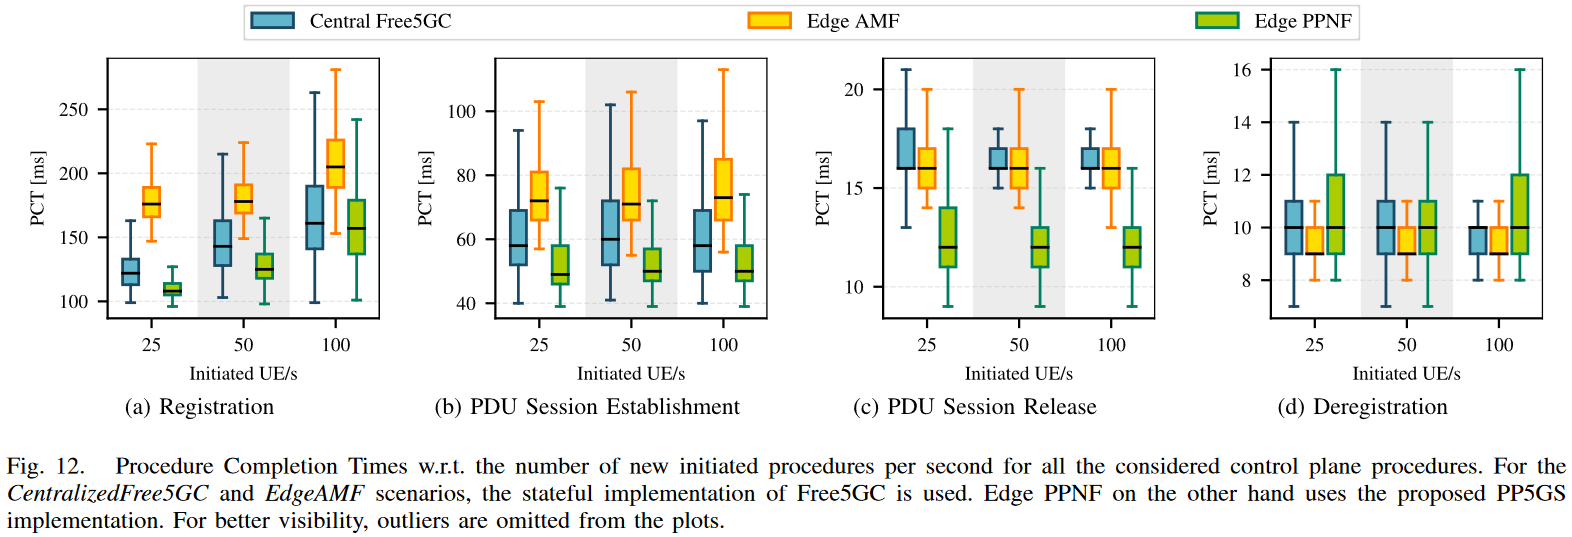 Central Free5GC Edge AMF Edge PPNF
PCT [ms]
250
200
150
100
25 50 100
Initiated UE/s
(a) Registration
PCT [ms]
100
80
60
40
25 50 100
Initiated UE/s
(b) PDU Session Establishment
PCT [ms]
20
15
10
25 50 100
Initiated UE/s
(c) PDU Session Release
PCT [ms]
16
14
12
10
8
25 50 100
Initiated UE/s
(d) Deregistration
Fig. 12. Procedure Completion Times w.r.t. the number of new initiated procedures per second for all the considered control plane procedures. For the
CentralizedFree5GC and EdgeAMF scenarios, the stateful implementation of Free5GC is used. Edge PPNF on the other hand uses the proposed PP5GS
implementation. For better visibility, outliers are omitted from the plots.